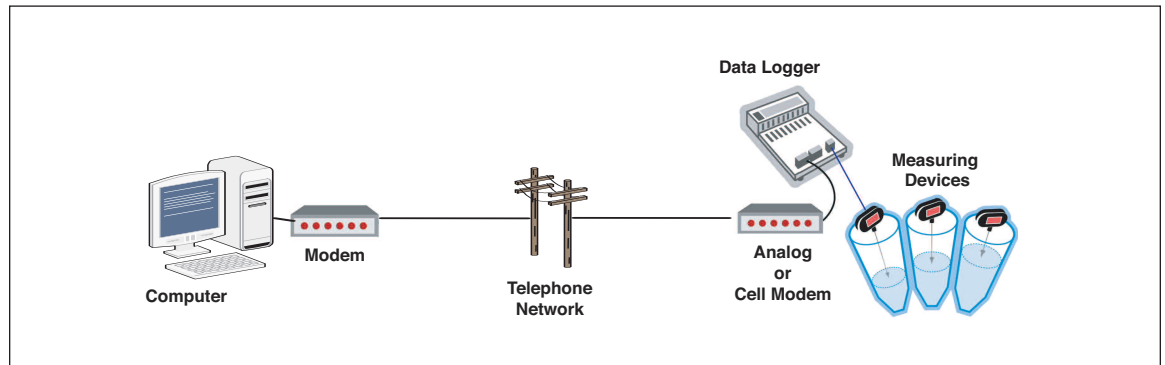 Data Logger
Measuring
Devices
Modem
Computer
Telephone
Network
Analog
or
Cell Modem